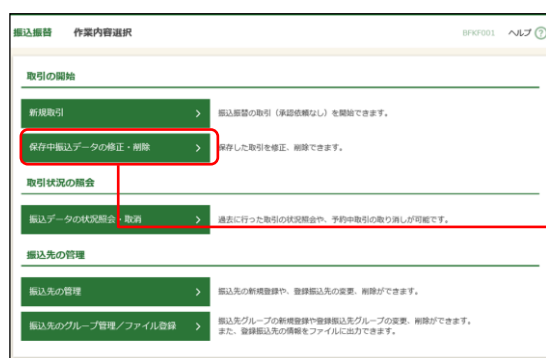 振込振替 作業内容選択 BFKF001 ヘルプ ?
取引の開始
新規取引 > 振込振替の取引（承認依頼なし）を開始できます。
保存中振込データの修正・削除 > 保存した取引を修正、削除できます。
取引状況の照会
振込データの状況照会・取消 > 過去に行った取引の状況照会や、予約中取引の取り消しが可能です。
振込先の管理
振込先の管理 > 振込先の新規登録や、登録振込先の変更、削除ができます。
振込先のグループ管理／ファイル登録 > 振込先グループの新規登録や登録振込先グループの変更、削除ができます。
また、登録振込先の情報をファイルに出力できます。